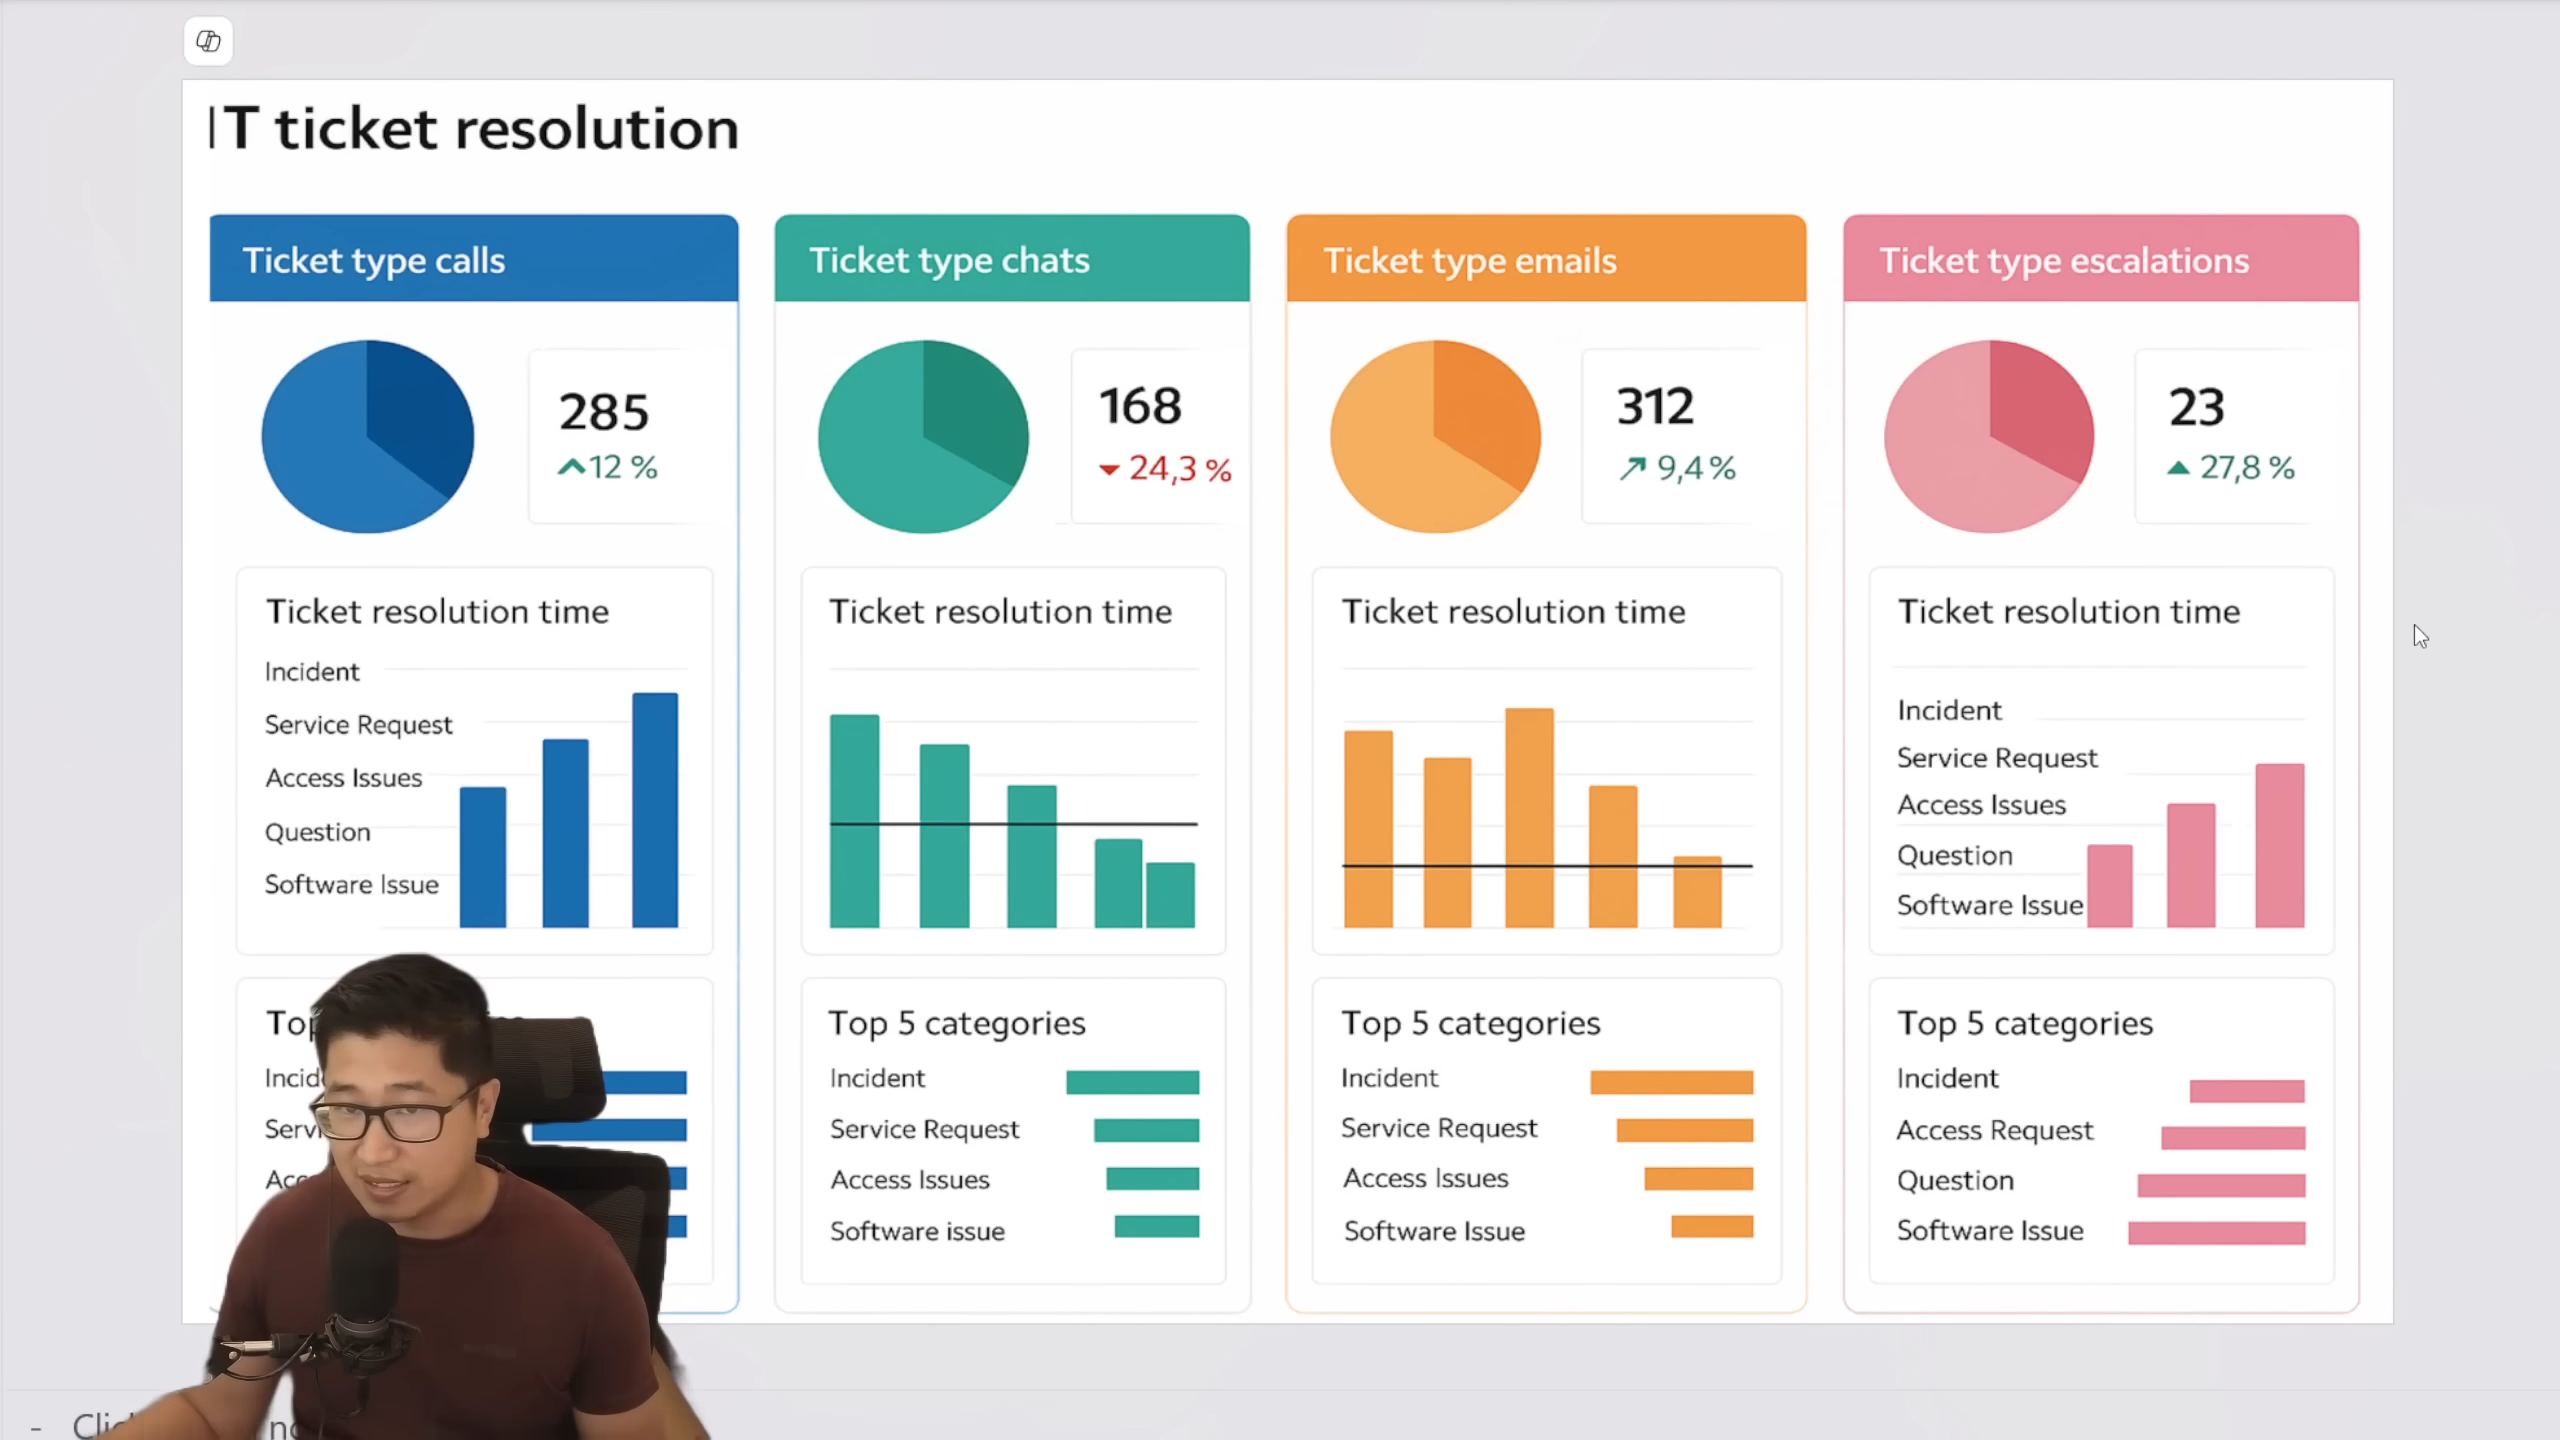 IT ticket resolution
Ticket type calls
285
12 %
Ticket resolution time
Incident
Service Request
Access Issues
Question
Software Issue
Ticket type chats
168
24,3 %
Ticket resolution time
Top 5 categories
Incident
Service Request
Access Issues
Software issue
Ticket type emails
312
9,4 %
Ticket resolution time
Top 5 categories
Incident
Service Request
Access Issues
Software Issue
Ticket type escalations
23
27,8 %
Ticket resolution time
Incident
Service Request
Access Issues
Question
Software Issue
Top 5 categories
Incident
Access Request
Question
Software Issue